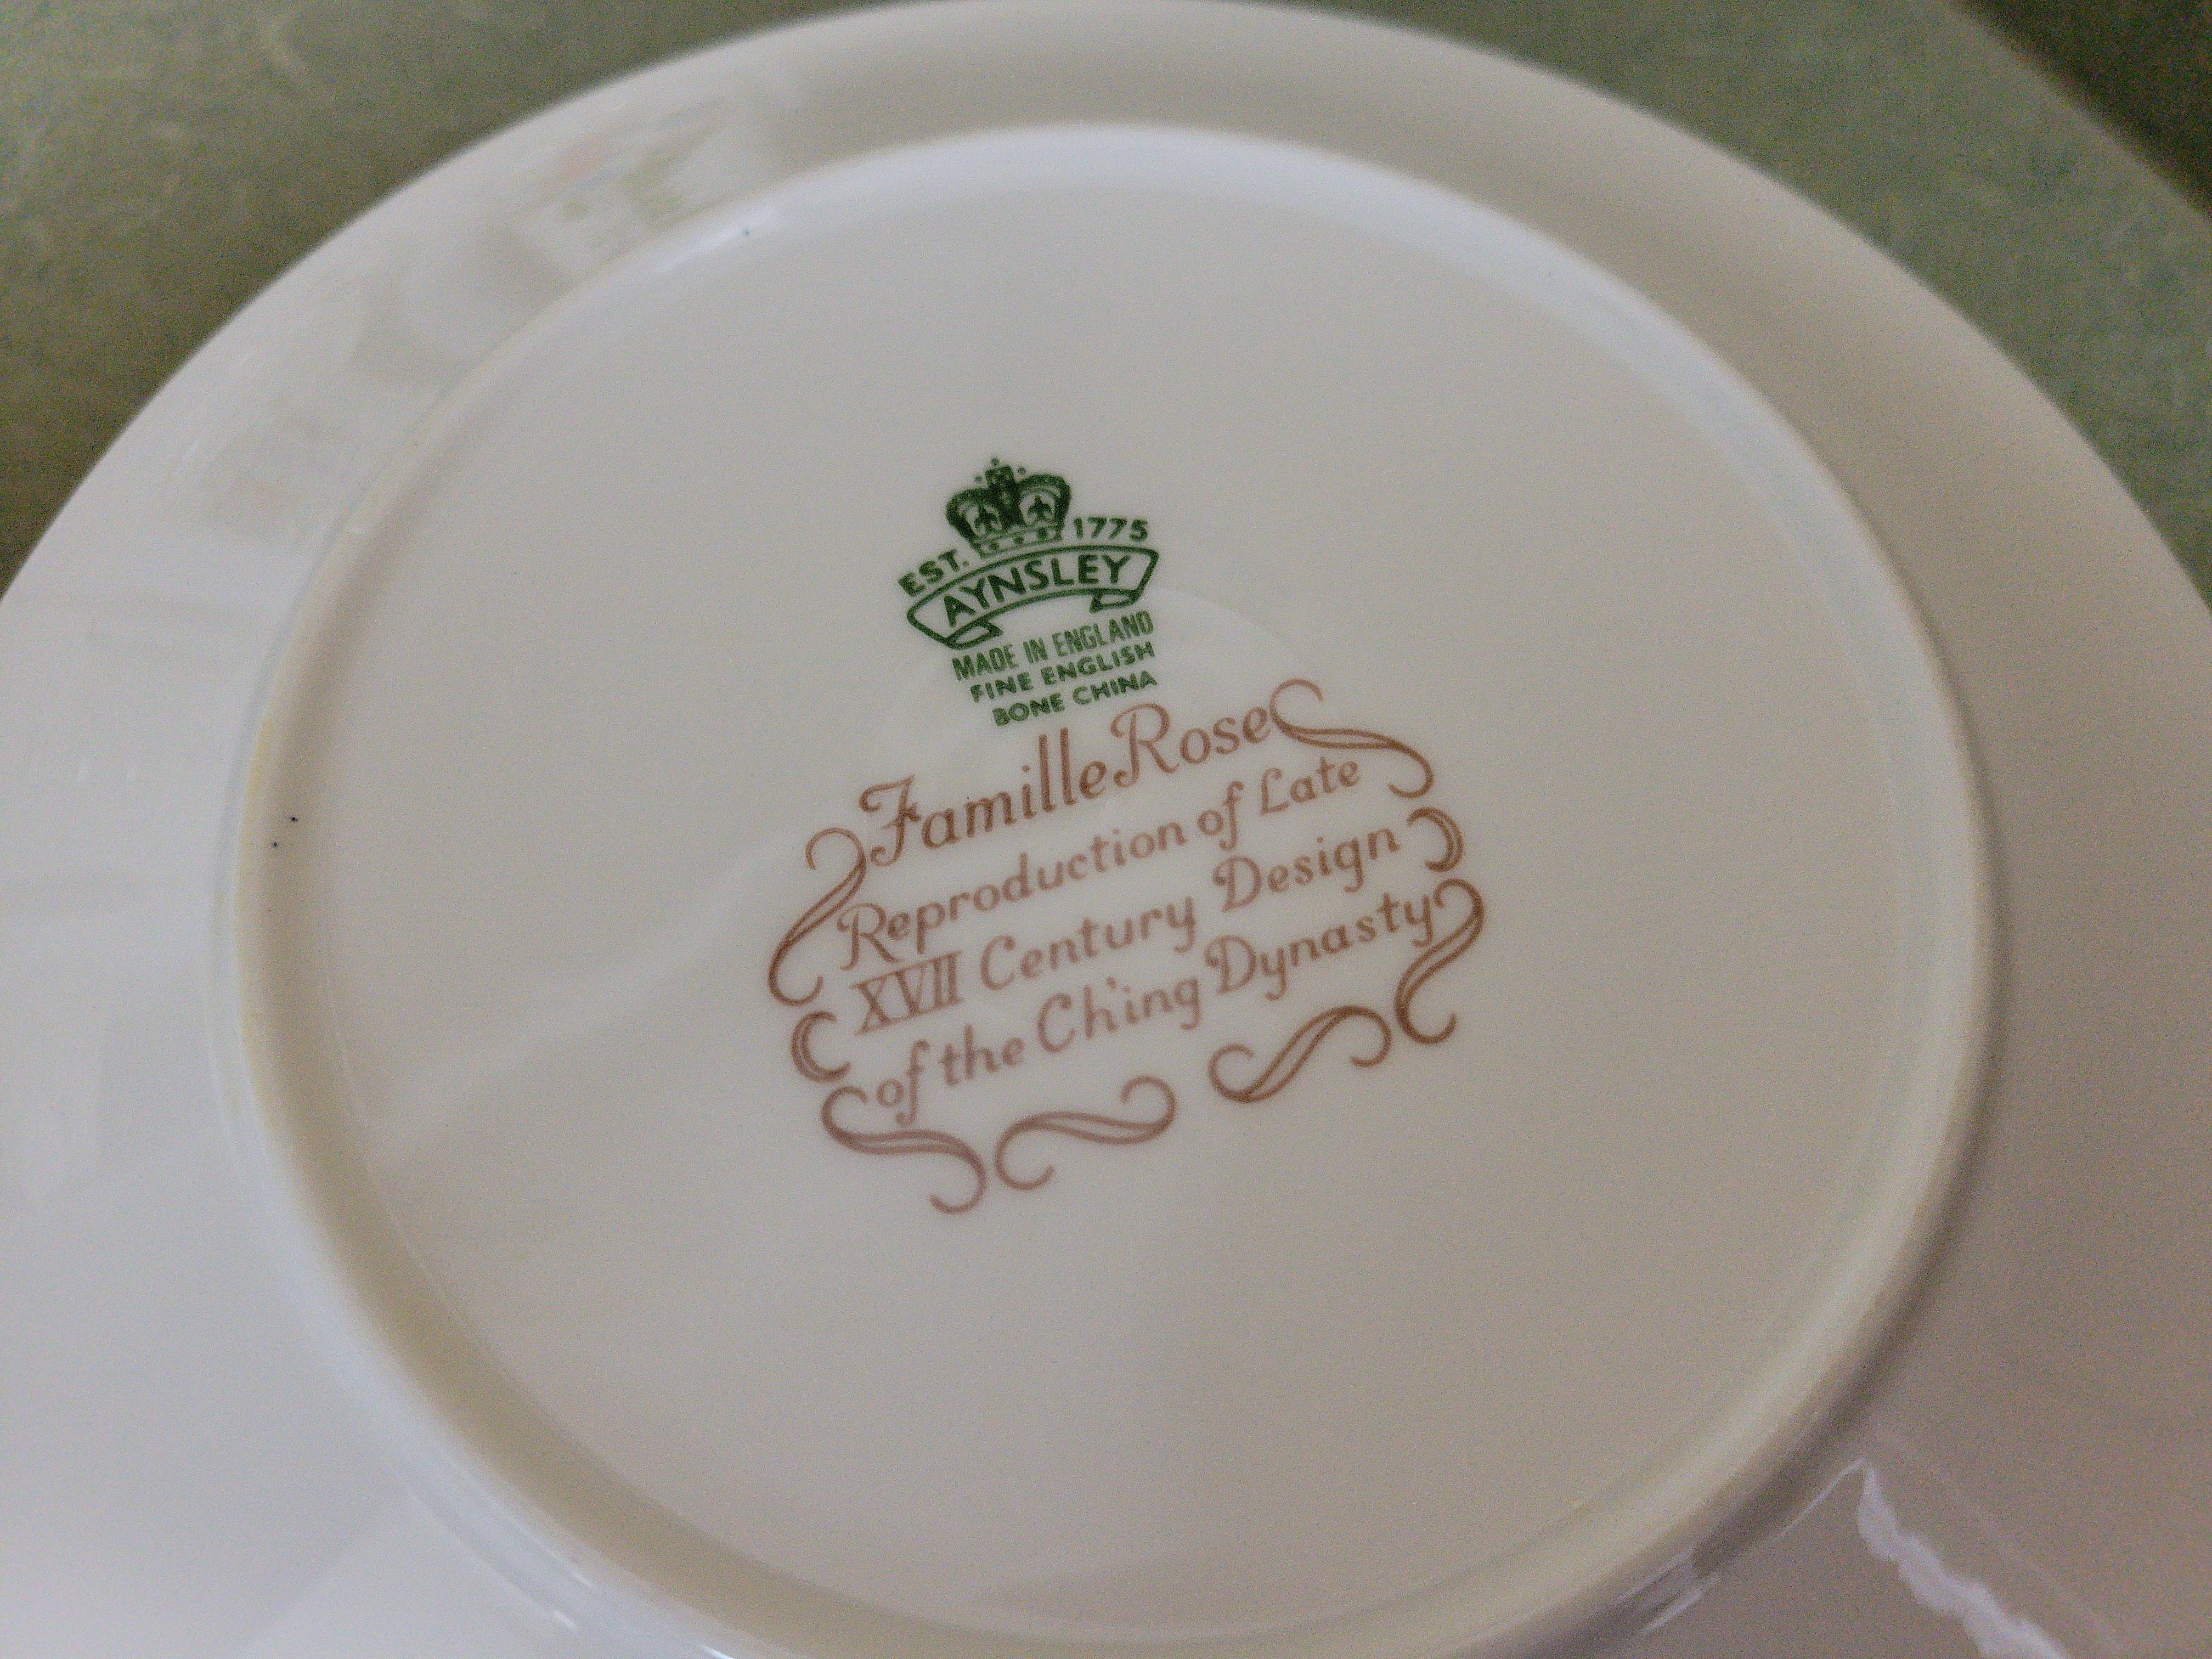 EST. 1775
AYNSLEY
MADE IN ENGLAND
FINE ENGLISH
BONE CHINA
Famille Rose
Reproduction of Late
XVII Century Design
of the Ch'ing Dynasty